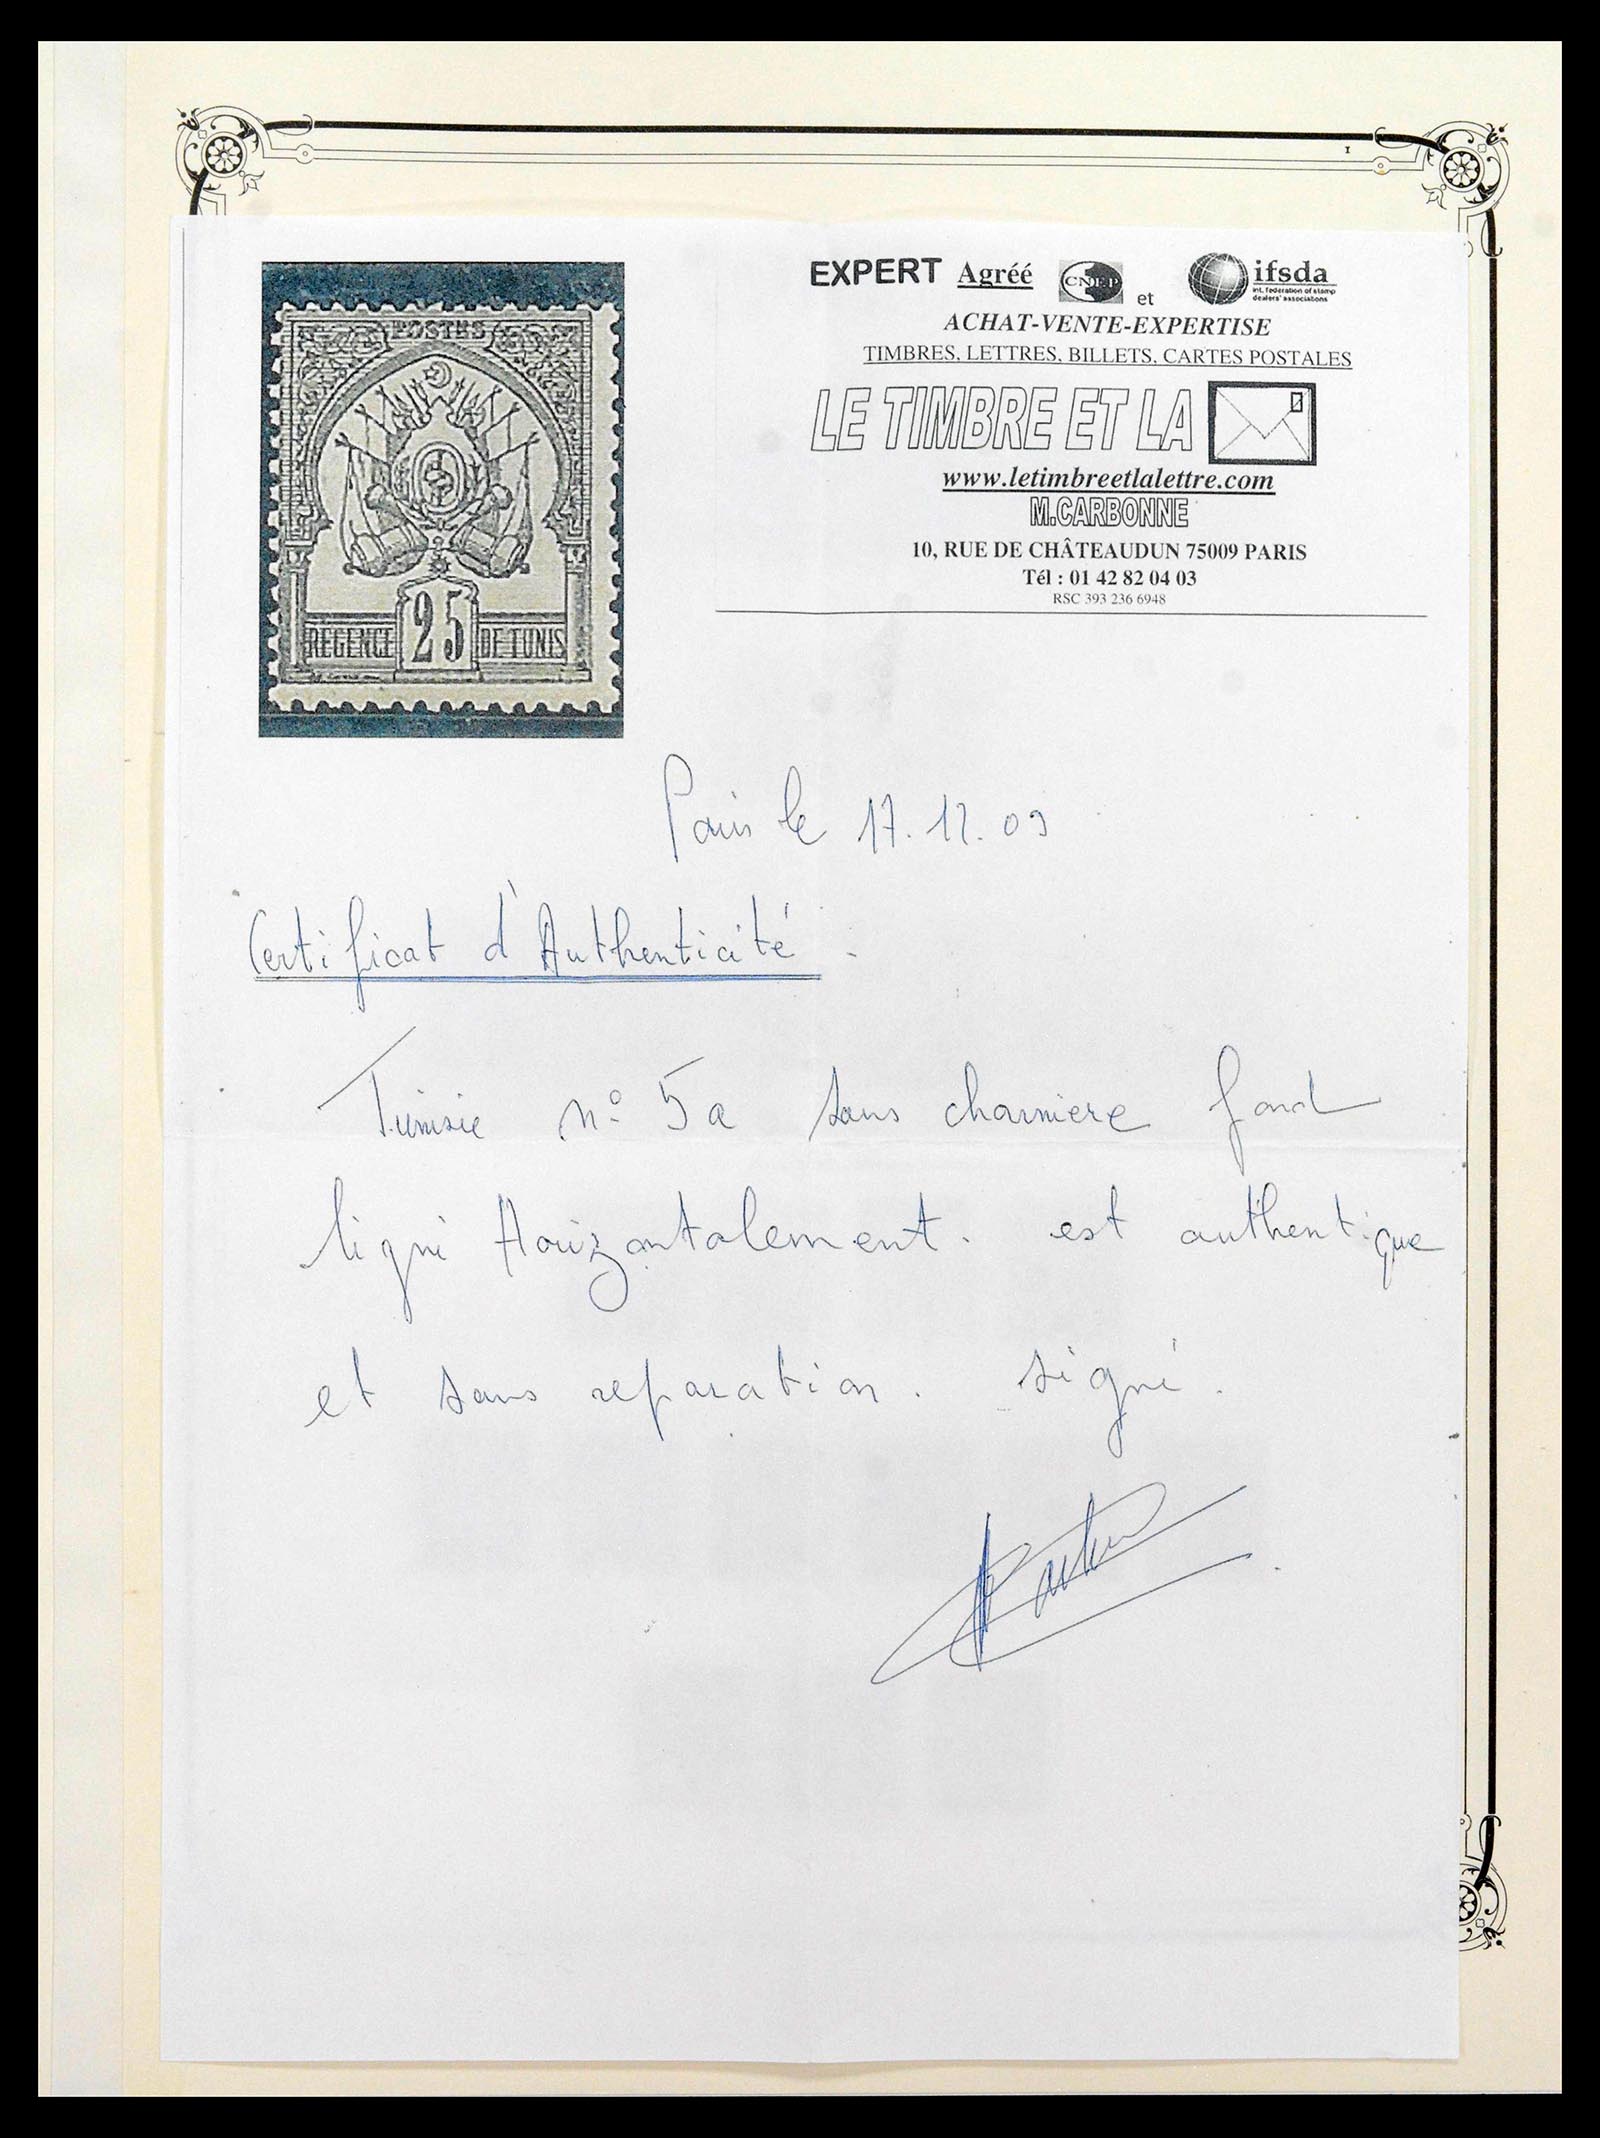 I
POSTES
25
REGENCE DE TUNIS
EXPERT Agréé CNEP et ifsda
int. federation of stamp
dealers' associations
ACHAT-VENTE-EXPERTISE
TIMBRES, LETTRES, BILLETS, CARTES POSTALES
LE TIMBRE ET LA
www.letimbreetlalettre.com
M.CARBONNE
10, RUE DE CHÂTEAUDUN 75009 PARIS
Tél : 01 42 82 04 03
RSC 393 236 6948
Paris le 17.12.09
Certificat d'Authenticité.
Tunisie n° 5a sans charniere fond
ligné Horizontalement. est authentique
et sans reparation. signé.